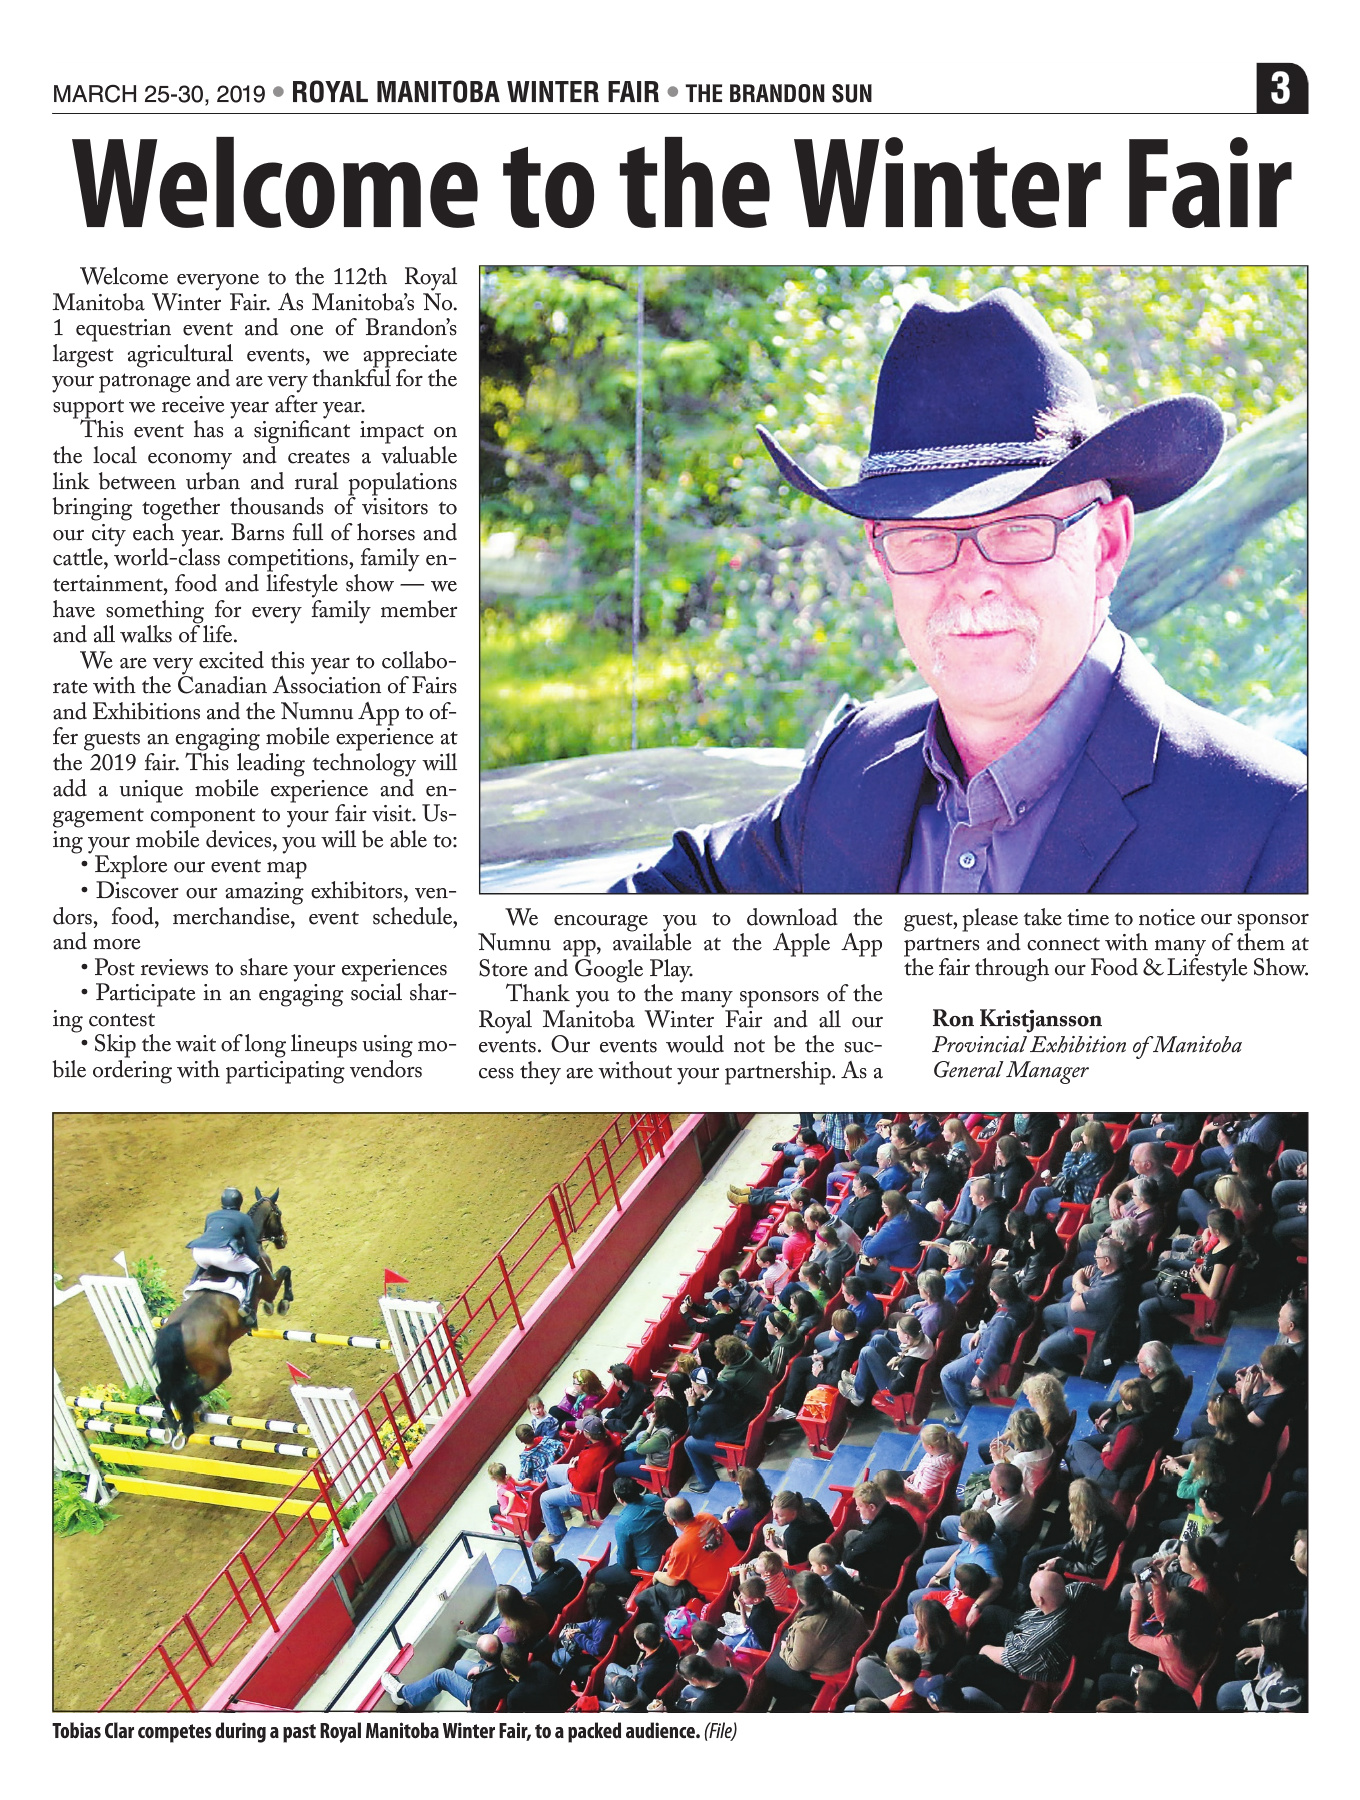 MARCH 25-30, 2019 • ROYAL MANITOBA WINTER FAIR • THE BRANDON SUN
3
Welcome to the Winter Fair
Welcome everyone to the 112th Royal
Manitoba Winter Fair. As Manitoba's No.
1 equestrian event and one of Brandon's
largest agricultural events, we appreciate
your patronage and are very thankful for the
support we receive year after year.
This event has a significant impact on
the local economy and creates a valuable
link between urban and rural populations
bringing together thousands of visitors to
our city each year. Barns full of horses and
cattle, world-class competitions, family en-
tertainment, food and lifestyle show — we
have something for every family member
and all walks of life.
We are very excited this year to collabo-
rate with the Canadian Association of Fairs
and Exhibitions and the Numnu App to of-
fer guests an engaging mobile experience at
the 2019 fair. This leading technology will
add a unique mobile experience and en-
gagement component to your fair visit. Us-
ing your mobile devices, you will be able to:
• Explore our event map
• Discover our amazing exhibitors, ven-
dors, food, merchandise, event schedule,
and more
• Post reviews to share your experiences
• Participate in an engaging social shar-
ing contest
• Skip the wait of long lineups using mo-
bile ordering with participating vendors
We encourage you to download the
Numnu app, available at the Apple App
Store and Google Play.
Thank you to the many sponsors of the
Royal Manitoba Winter Fair and all our
events. Our events would not be the suc-
cess they are without your partnership. As a
guest, please take time to notice our sponsor
partners and connect with many of them at
the fair through our Food & Lifestyle Show.
Ron Kristjansson
Provincial Exhibition of Manitoba
General Manager
Tobias Clar competes during a past Royal Manitoba Winter Fair, to a packed audience. (File)